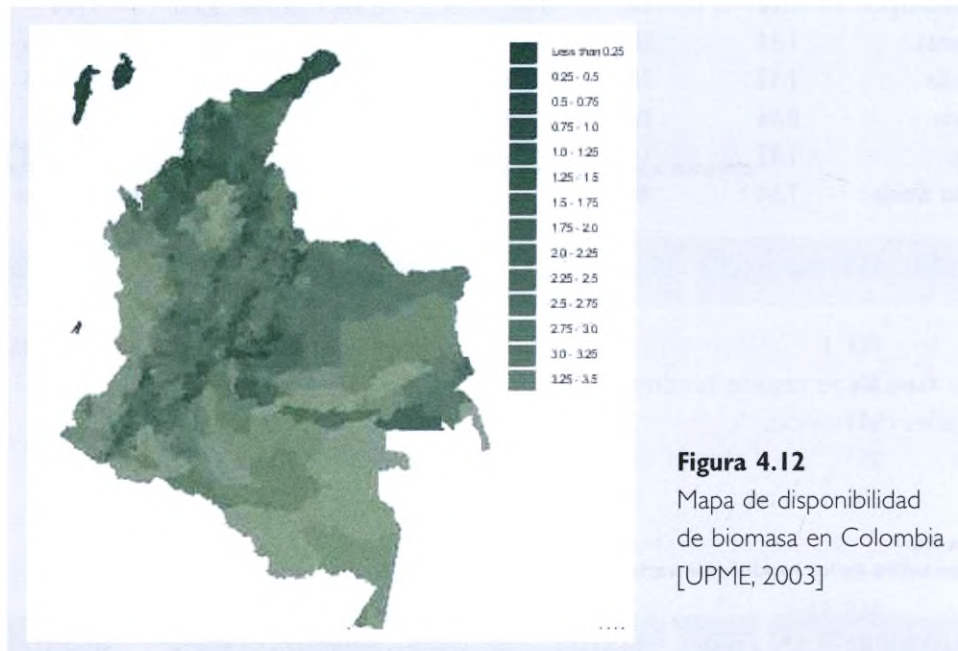 Less than 0.25
0.25 - 0.5
0.5 - 0.75
0.75 - 1.0
1.0 - 1.25
1.25 - 1.5
1.5 - 1.75
1.75 - 2.0
2.0 - 2.25
2.25 - 2.5
2.5 - 2.75
2.75 - 3.0
3.0 - 3.25
3.25 - 3.5
Figura 4.12
Mapa de disponibilidad
de biomasa en Colombia
[UPME, 2003]